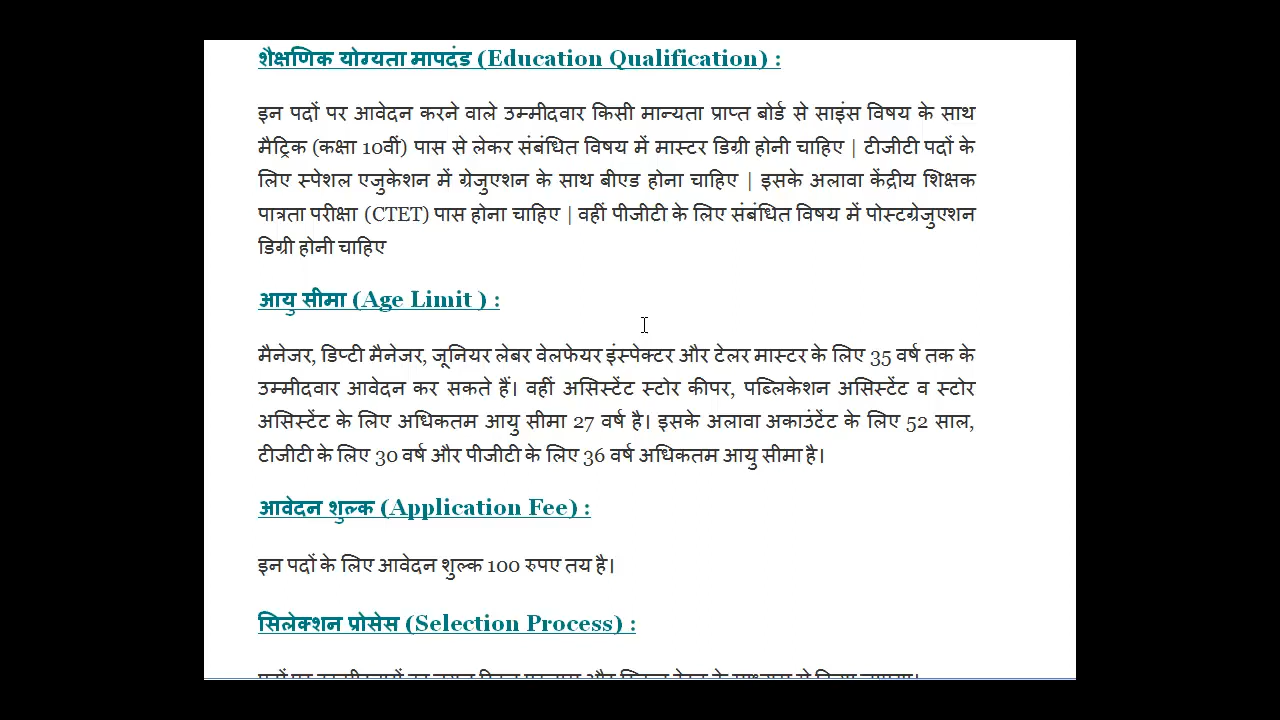 शैक्षणिक योग्यता मापदंड (Education Qualification) :
इन पदों पर आवेदन करने वाले उम्मीदवार किसी मान्यता प्राप्त बोर्ड से साइंस विषय के साथ
मैट्रिक (कक्षा 10वीं) पास से लेकर संबंधित विषय में मास्टर डिग्री होनी चाहिए | टीजीटी पदों के
लिए स्पेशल एजुकेशन में ग्रेजुएशन के साथ बीएड होना चाहिए | इसके अलावा केंद्रीय शिक्षक
पात्रता परीक्षा (CTET) पास होना चाहिए | वहीं पीजीटी के लिए संबंधित विषय में पोस्टग्रेजुएशन
डिग्री होनी चाहिए
आयु सीमा (Age Limit ) :
मैनेजर, डिप्टी मैनेजर, जूनियर लेबर वेलफेयर इंस्पेक्टर और टेलर मास्टर के लिए 35 वर्ष तक के
उम्मीदवार आवेदन कर सकते हैं। वहीं असिस्टेंट स्टोर कीपर, पब्लिकेशन असिस्टेंट व स्टोर
असिस्टेंट के लिए अधिकतम आयु सीमा 27 वर्ष है। इसके अलावा अकाउंटेंट के लिए 52 साल,
टीजीटी के लिए 30 वर्ष और पीजीटी के लिए 36 वर्ष अधिकतम आयु सीमा है।
आवेदन शुल्क (Application Fee) :
इन पदों के लिए आवेदन शुल्क 100 रुपए तय है।
सिलेक्शन प्रोसेस (Selection Process) :